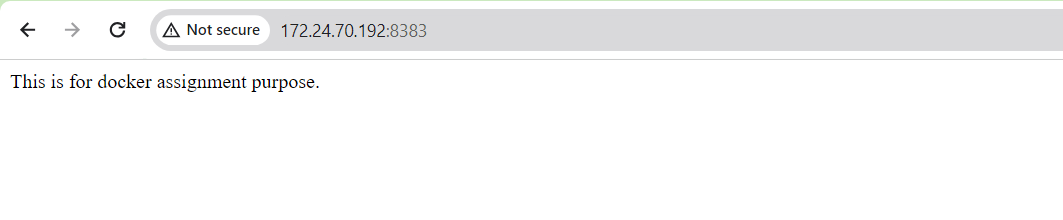 Not secure 172.24.70.192:8383
This is for docker assignment purpose.